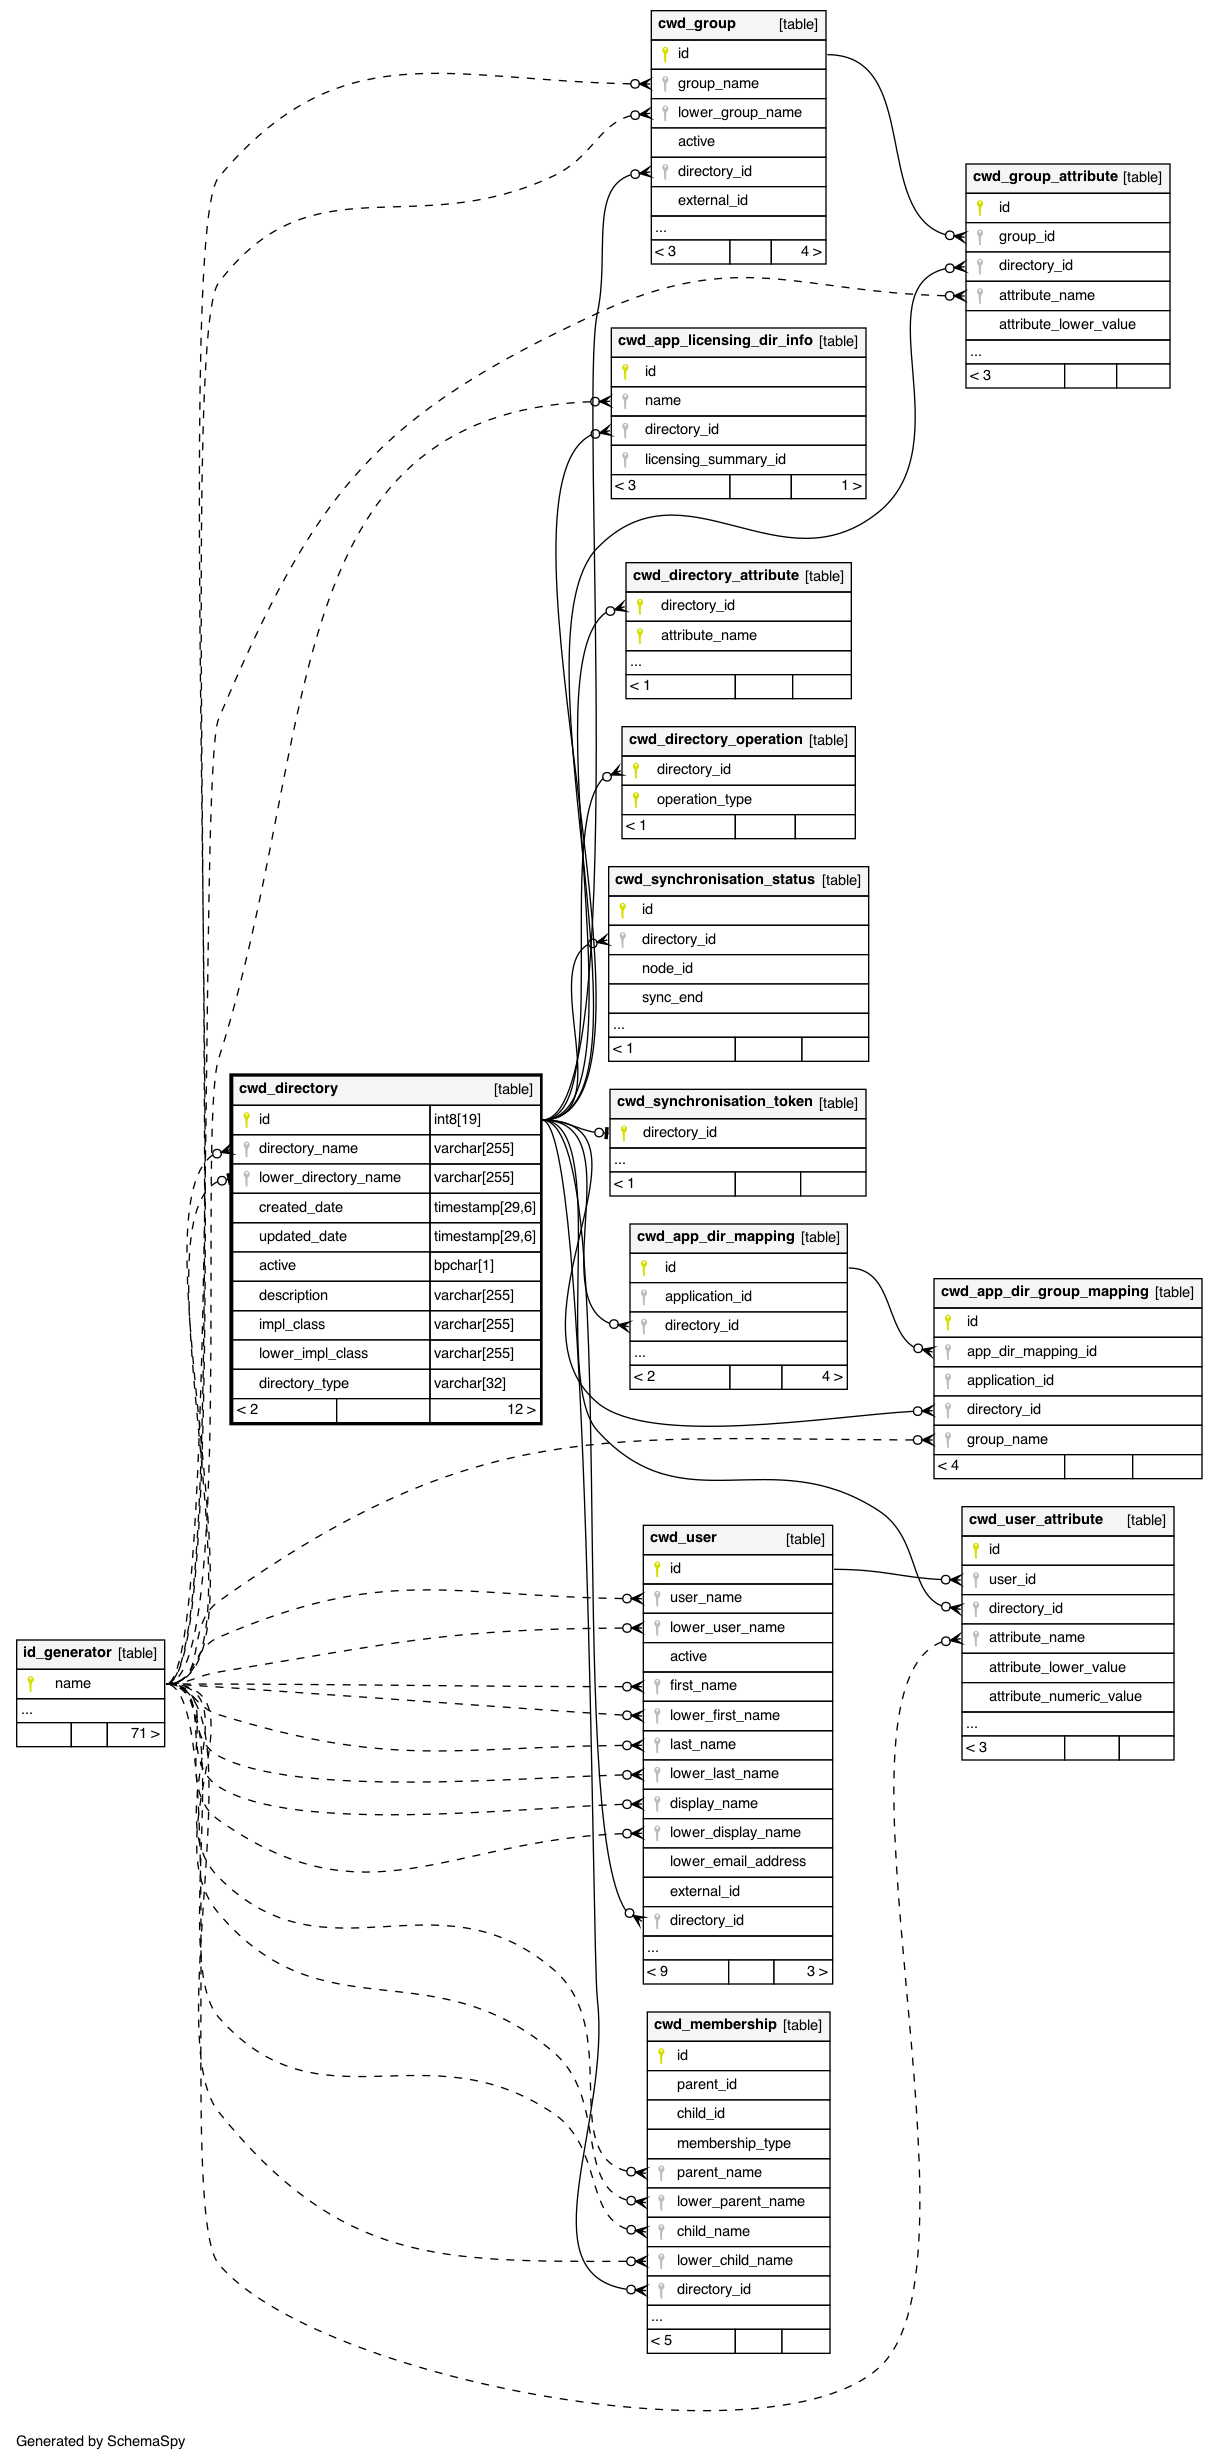 cwd_group [table]
id
group_name
lower_group_name
active
directory_id
external_id
...
< 3 4 >
cwd_group_attribute [table]
id
group_id
directory_id
attribute_name
attribute_lower_value
...
< 3
cwd_app_licensing_dir_info [table]
id
name
directory_id
licensing_summary_id
< 3 1 >
cwd_directory_attribute [table]
directory_id
attribute_name
...
< 1
cwd_directory_operation [table]
directory_id
operation_type
< 1
cwd_synchronisation_status [table]
id
directory_id
node_id
sync_end
...
< 1
cwd_directory [table]
id int8[19]
directory_name varchar[255]
lower_directory_name varchar[255]
created_date timestamp[29,6]
updated_date timestamp[29,6]
active bpchar[1]
description varchar[255]
impl_class varchar[255]
lower_impl_class varchar[255]
directory_type varchar[32]
< 2 12 >
cwd_synchronisation_token [table]
directory_id
...
< 1
cwd_app_dir_mapping [table]
id
application_id
directory_id
...
< 2 4 >
cwd_app_dir_group_mapping [table]
id
app_dir_mapping_id
application_id
directory_id
group_name
< 4
cwd_user_attribute [table]
id
user_id
directory_id
attribute_name
attribute_lower_value
attribute_numeric_value
...
< 3
cwd_user [table]
id
user_name
lower_user_name
active
first_name
lower_first_name
last_name
lower_last_name
display_name
lower_display_name
lower_email_address
external_id
directory_id
...
< 9 3 >
id_generator [table]
name
...
71 >
cwd_membership [table]
id
parent_id
child_id
membership_type
parent_name
lower_parent_name
child_name
lower_child_name
directory_id
...
< 5
Generated by SchemaSpy